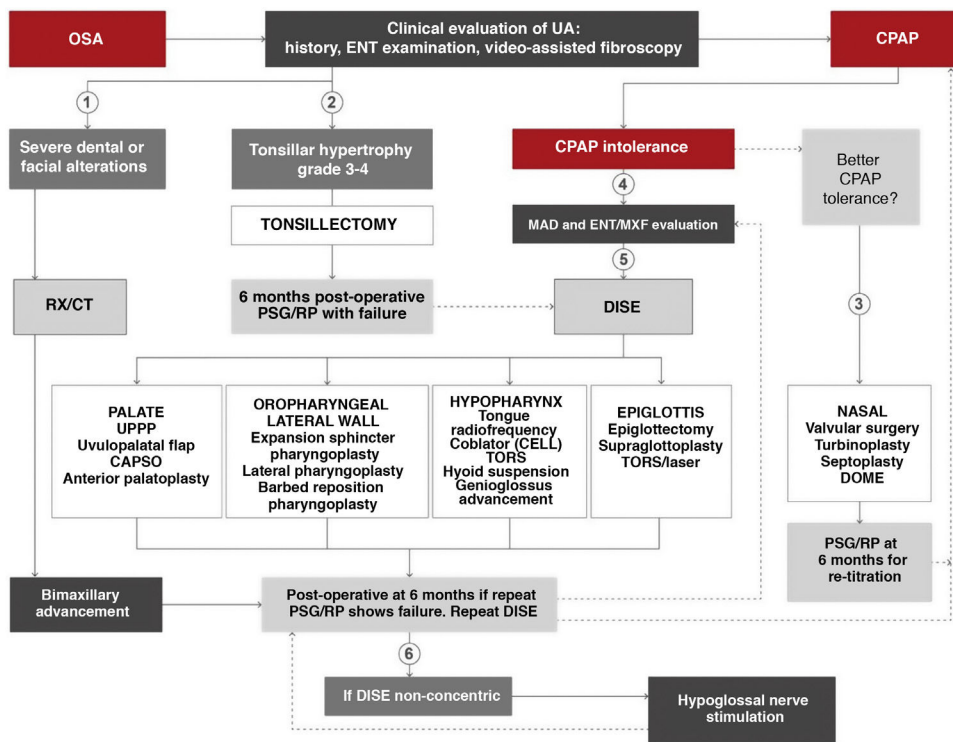 OSA
Clinical evaluation of UA:
history, ENT examination, video-assisted fibroscopy
CPAP
1
2
Severe dental or
facial alterations
Tonsillar hypertrophy
grade 3-4
CPAP intolerance
Better
CPAP
tolerance?
4
TONSILLECTOMY
MAD and ENT/MXF evaluation
5
3
RX/CT
6 months post-operative
PSG/RP with failure
DISE
PALATE
UPPP
Uvulopalatal flap
CAPSO
Anterior palatoplasty
OROPHARYNGEAL
LATERAL WALL
Expansion sphincter
pharyngoplasty
Lateral pharyngoplasty
Barbed reposition
pharyngoplasty
HYPOPHARYNX
Tongue
radiofrequency
Coblator (CELL)
TORS
Hyoid suspension
Genioglossus
advancement
EPIGLOTTIS
Epiglottectomy
Supraglottoplasty
TORS/laser
NASAL
Valvular surgery
Turbinoplasty
Septoplasty
DOME
PSG/RP at
6 months for
re-titration
Bimaxillary
advancement
Post-operative at 6 months if repeat
PSG/RP shows failure. Repeat DISE
6
If DISE non-concentric
Hypoglossal nerve
stimulation